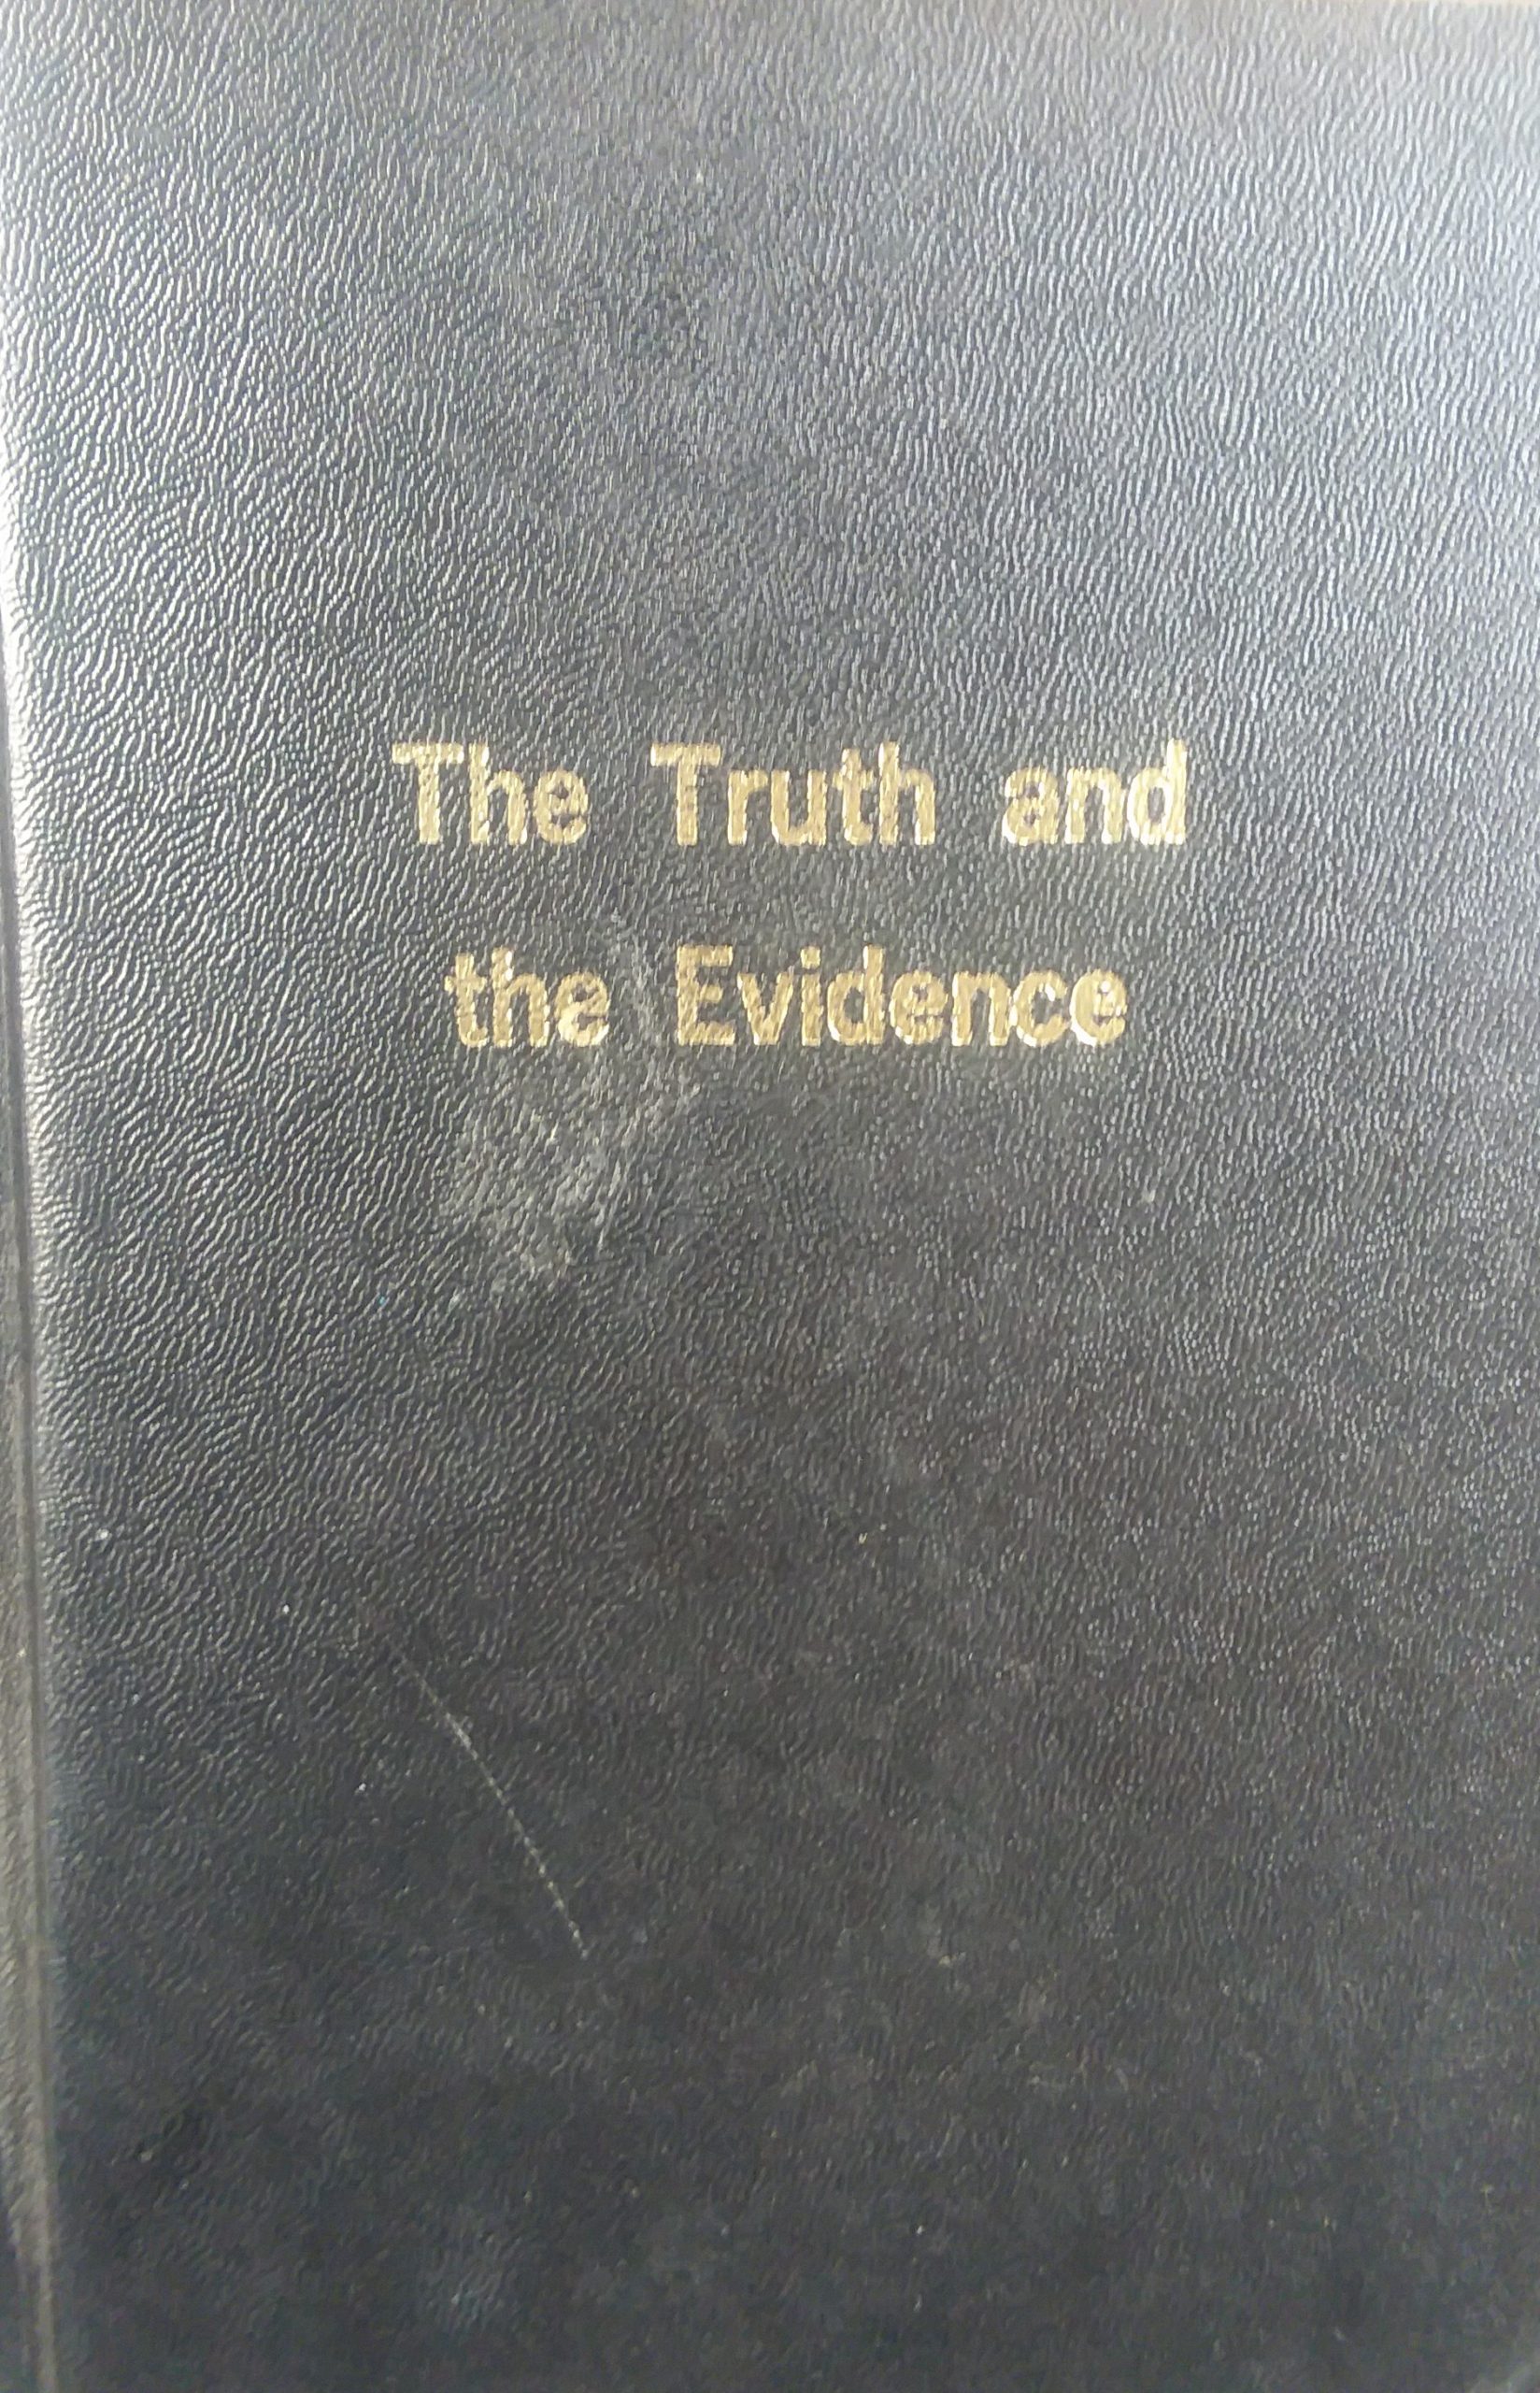 The Truth and
the Evidence